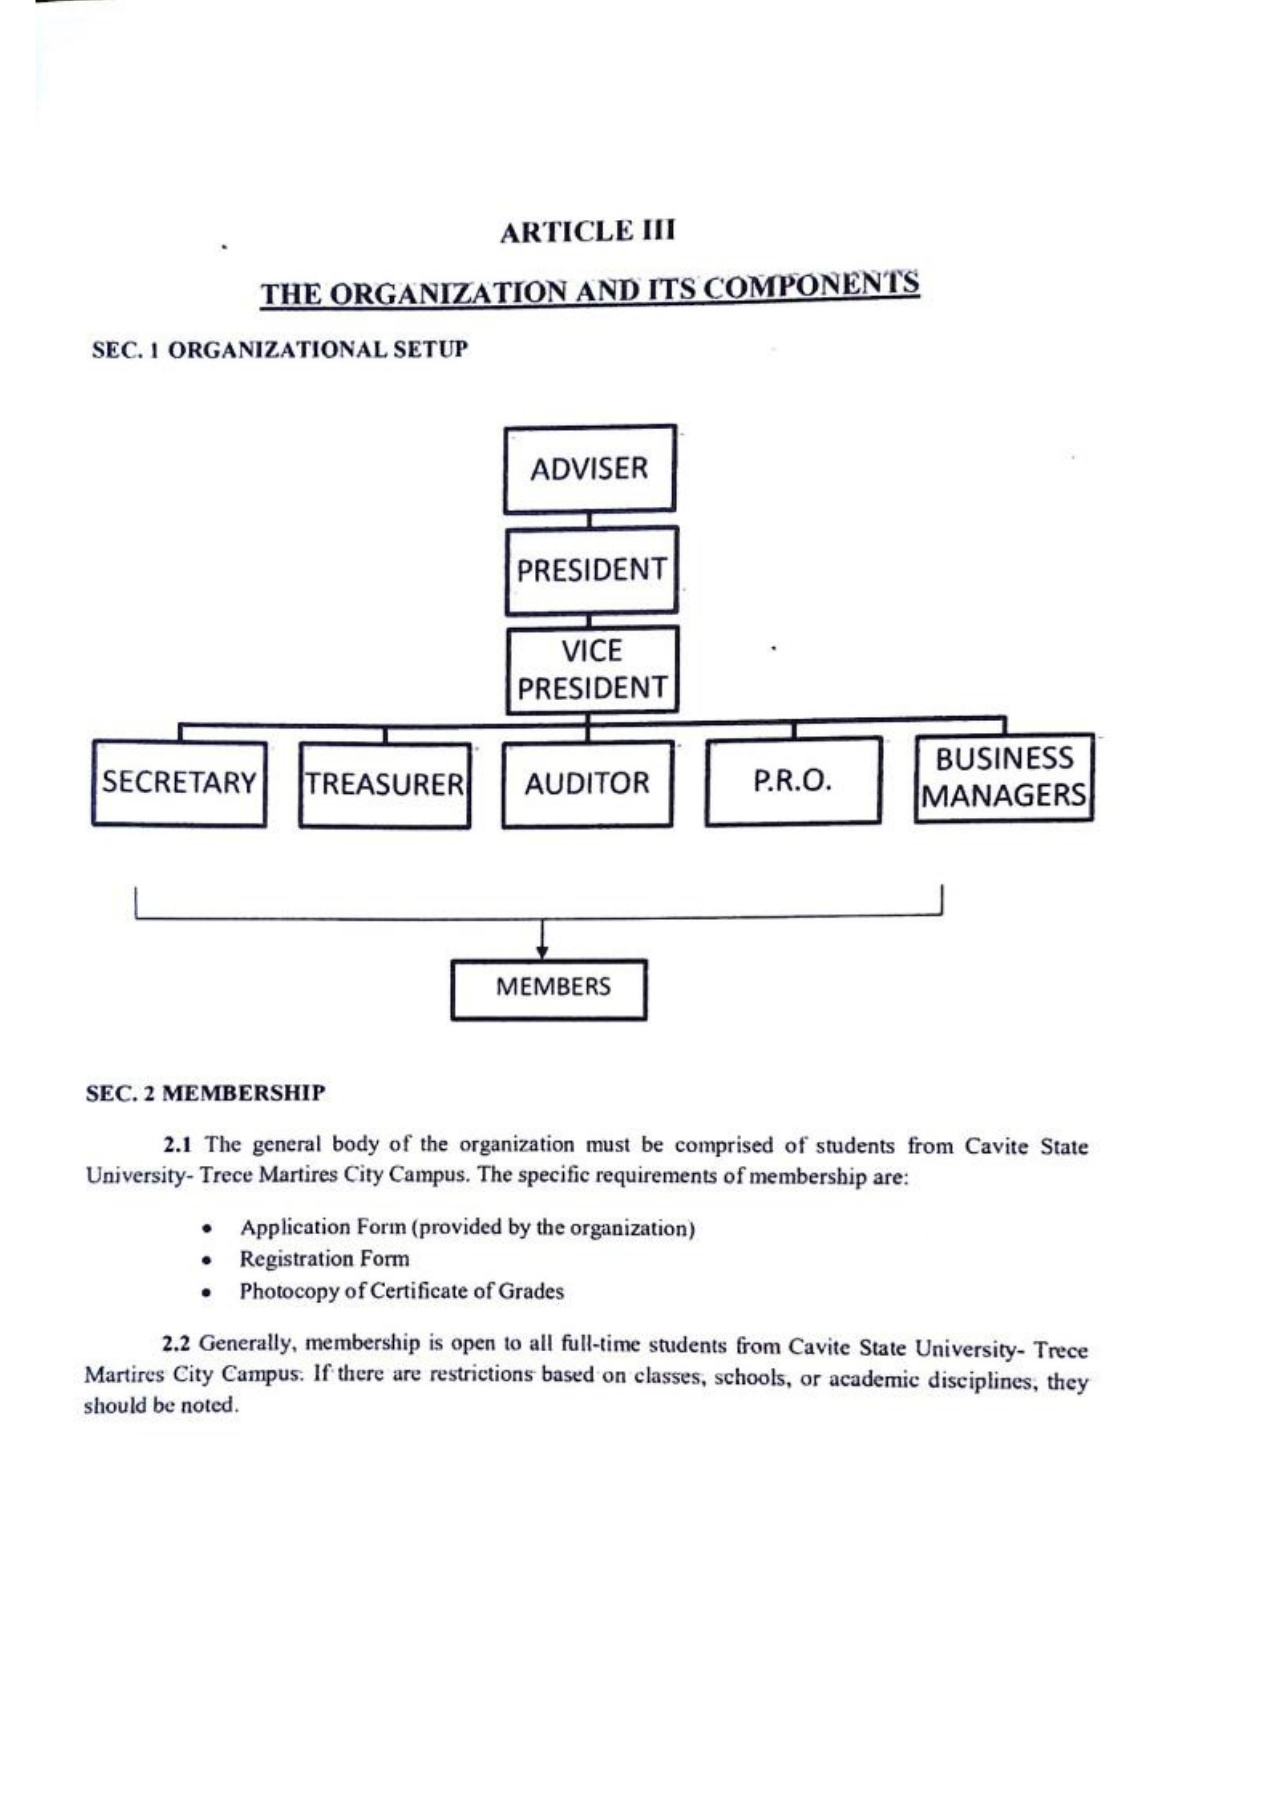 ARTICLE III
THE ORGANIZATION AND ITS COMPONENTS
SEC. 1 ORGANIZATIONAL SETUP
ADVISER
PRESIDENT
VICE
PRESIDENT
SECRETARY
TREASURER
AUDITOR
P.R.O.
BUSINESS
MANAGERS
MEMBERS
SEC. 2 MEMBERSHIP
2.1 The general body of the organization must be comprised of students from Cavite State
University- Trece Martires City Campus. The specific requirements of membership are:
• Application Form (provided by the organization)
• Registration Form
• Photocopy of Certificate of Grades
2.2 Generally, membership is open to all full-time students from Cavite State University- Trece
Martires City Campus. If there are restrictions based on classes, schools, or academic disciplines, they
should be noted.